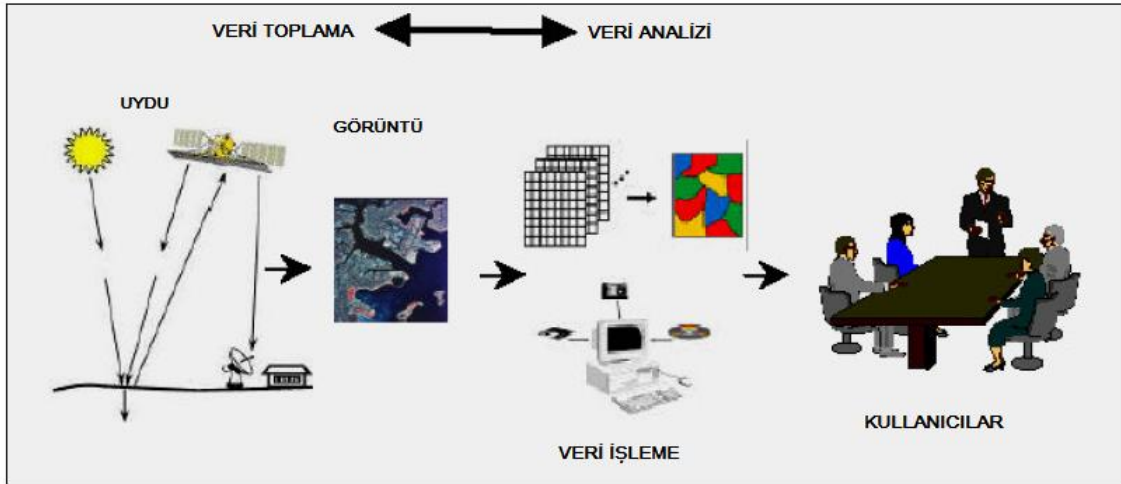 VERİ TOPLAMA
VERİ ANALİZİ
UYDU
GÖRÜNTÜ
VERİ İŞLEME
KULLANICILAR